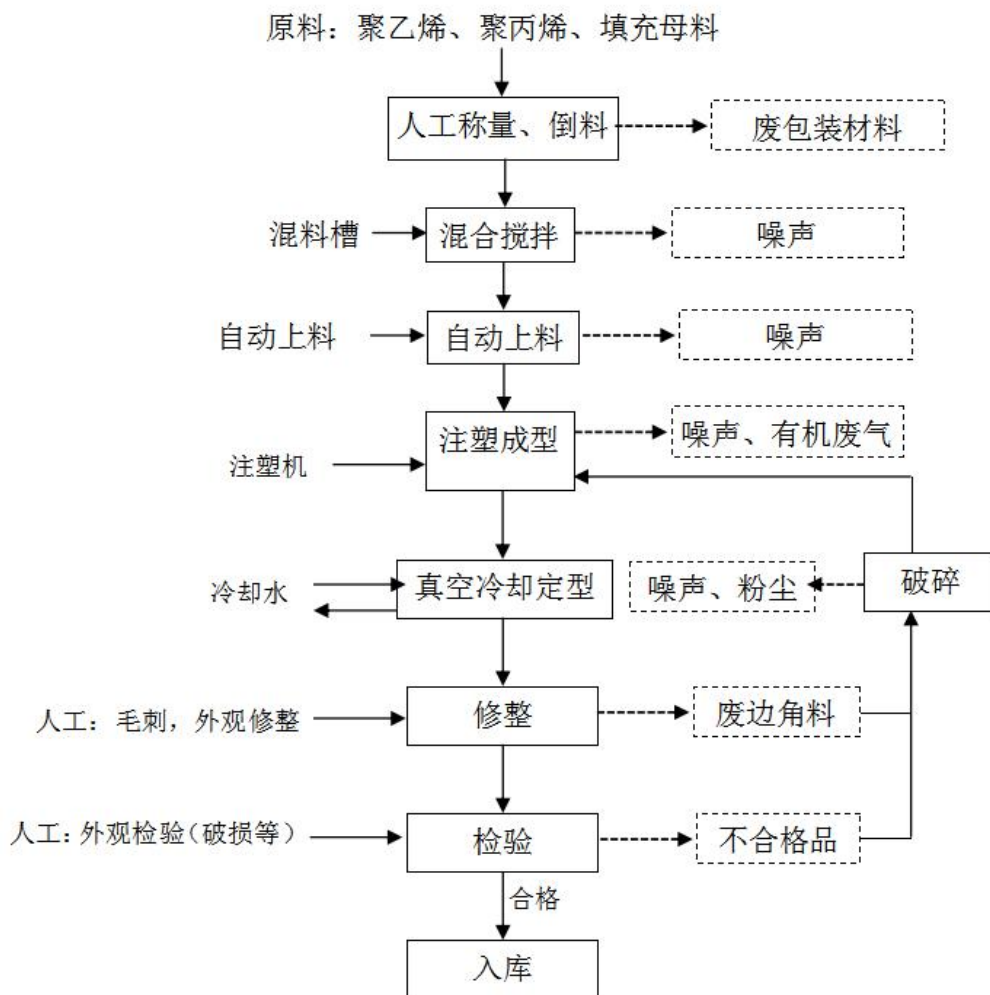 原料：聚乙烯、聚丙烯、填充母料
人工称量、倒料
废包装材料
混料槽
混合搅拌
噪声
自动上料
自动上料
噪声
注塑成型
噪声、有机废气
注塑机
冷却水
真空冷却定型
噪声、粉尘
破碎
人工：毛刺，外观修整
修整
废边角料
人工：外观检验（破损等）
检验
不合格品
合格
入库